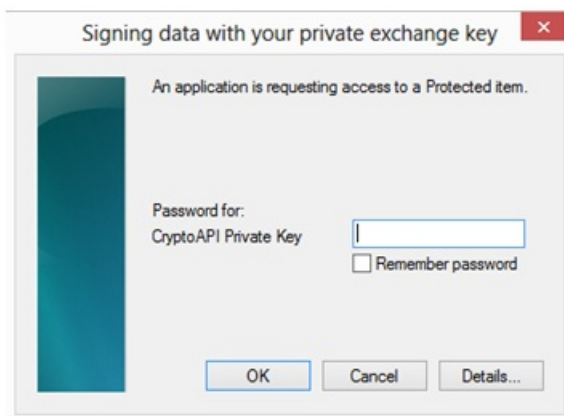 Signing data with your private exchange key
An application is requesting access to a Protected item.
Password for:
CryptoAPI Private Key
Remember password
OK
Cancel
Details...